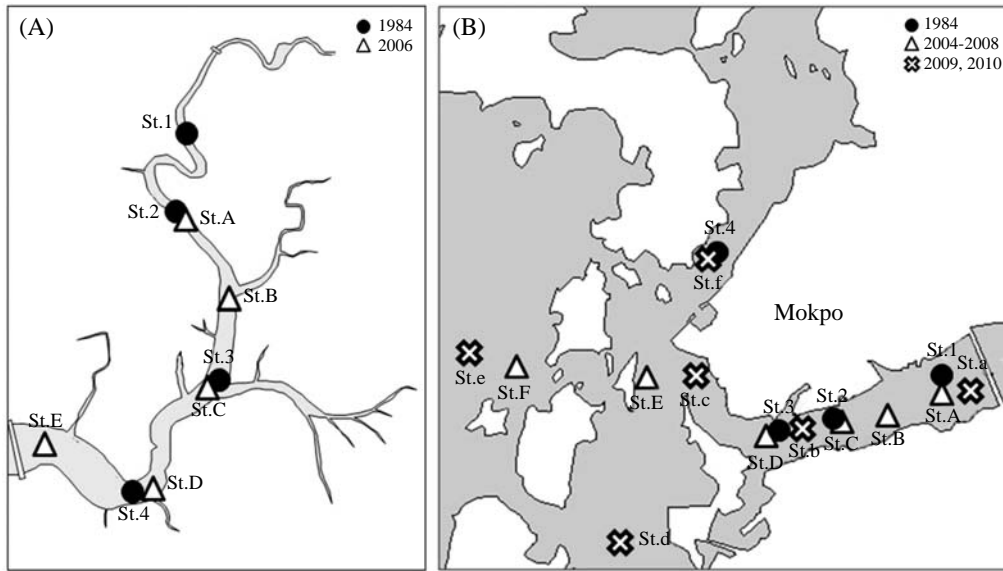 (A)
1984
2006
St.1
St.2
St.A
St.B
St.3
St.C
St.E
St.D
St.4
(B)
1984
2004-2008
2009, 2010
St.4
St.f
Mokpo
St.e
St.F
St.E
St.c
St.1
St.a
St.A
St.2
St.3
St.B
St.C
St.b
St.D
St.d